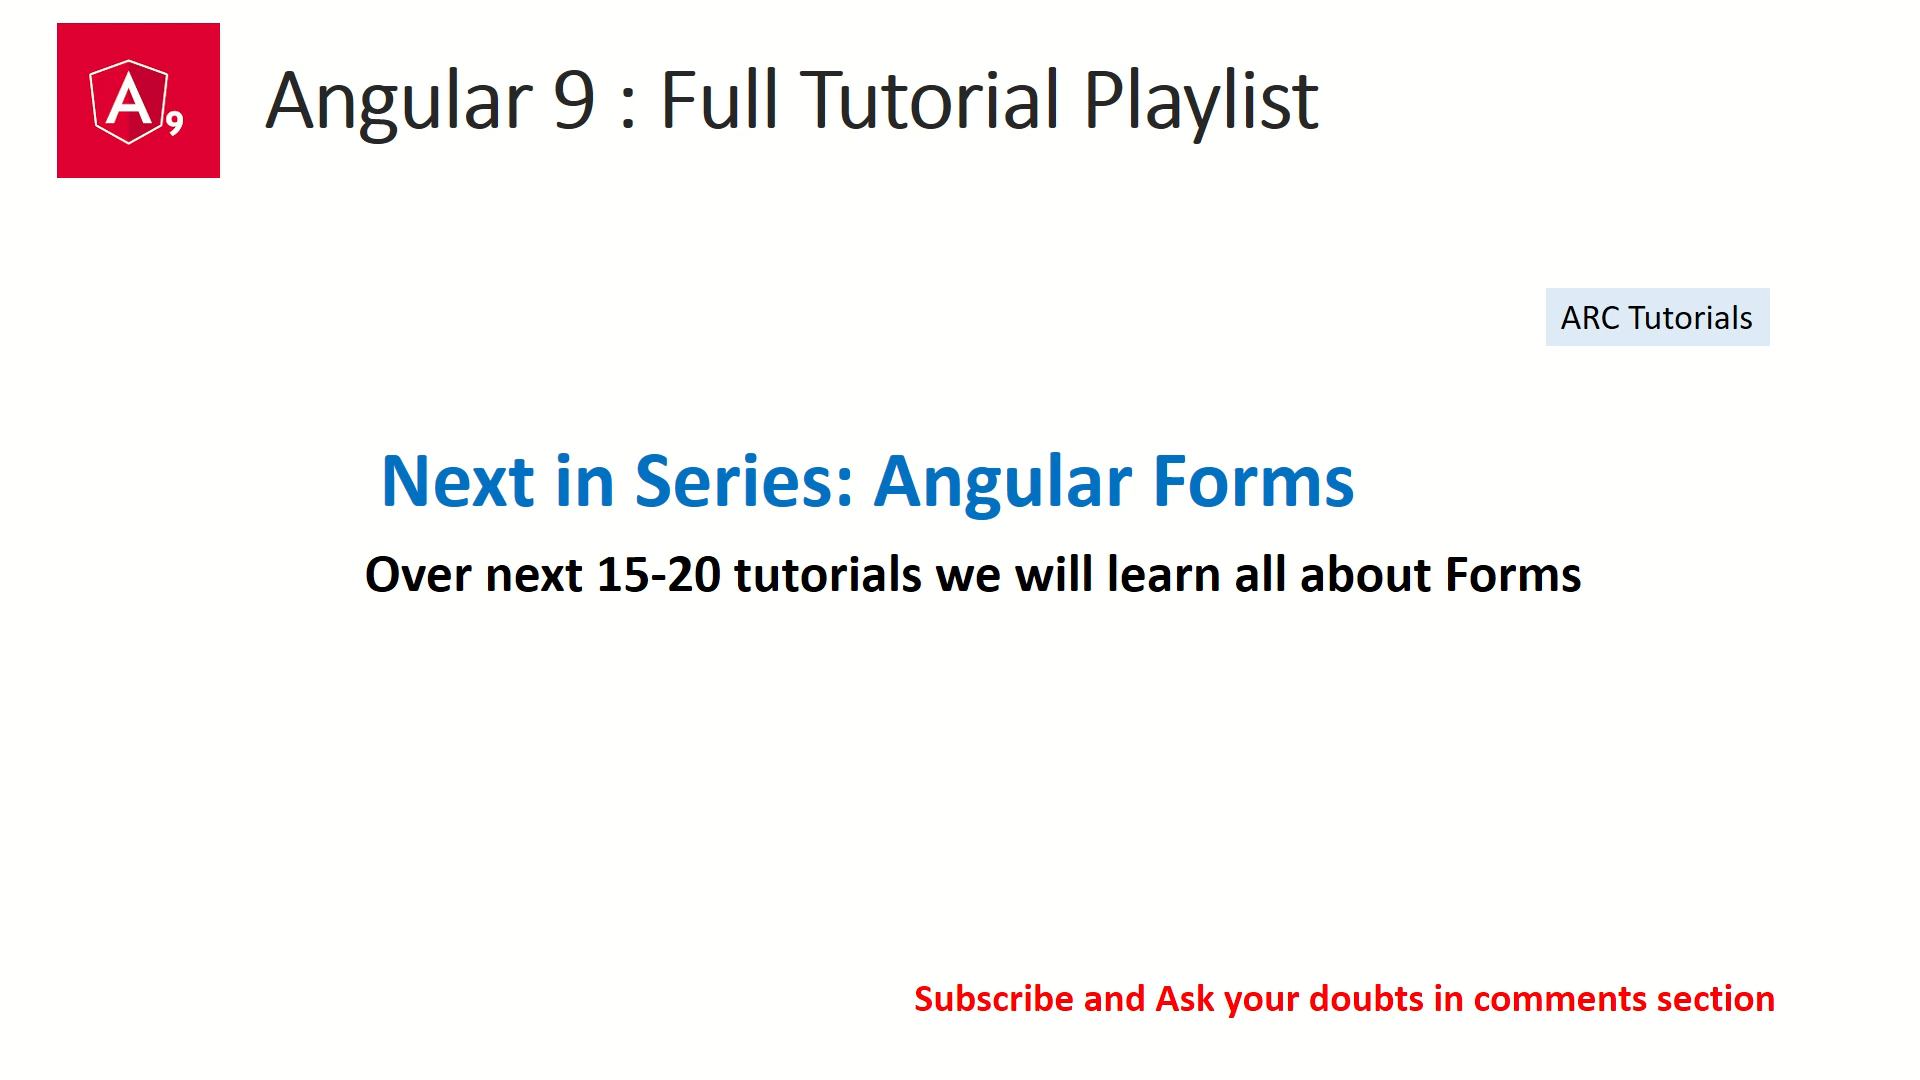 A9
Angular 9 : Full Tutorial Playlist
ARC Tutorials
Next in Series: Angular Forms
Over next 15-20 tutorials we will learn all about Forms
Subscribe and Ask your doubts in comments section